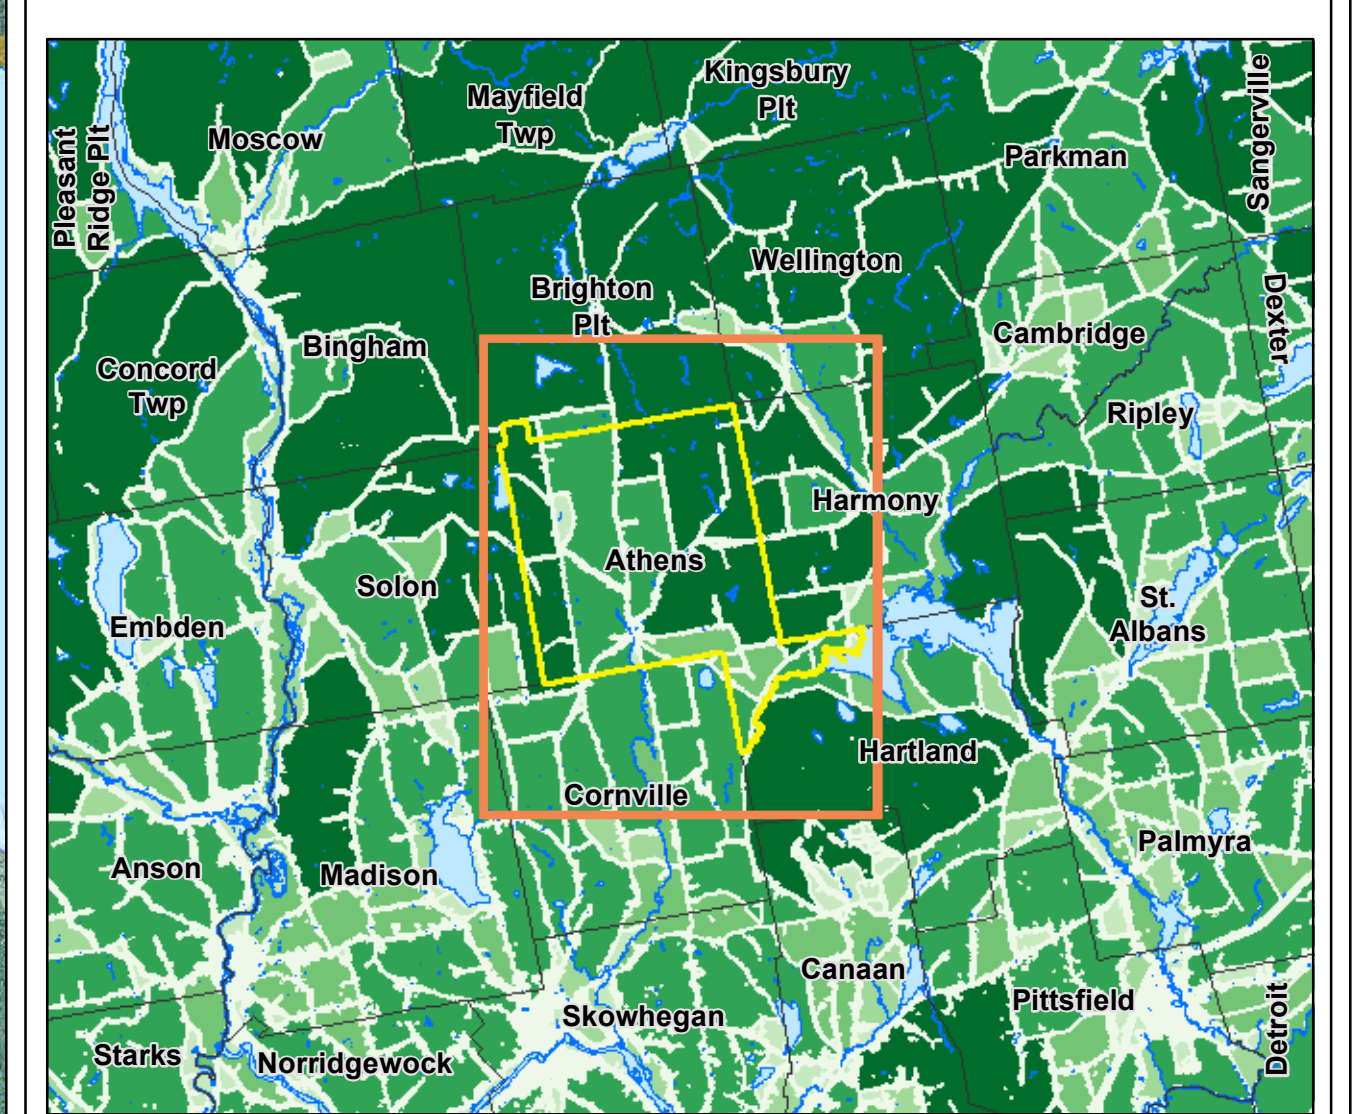 Kingsbury
Plt
Mayfield
Twp
Moscow
Pleasant
Ridge Plt
Parkman
Sangerville
Wellington
Brighton
Plt
Dexter
Cambridge
Bingham
Concord
Twp
Ripley
Harmony
Athens
Solon
St.
Albans
Embden
Hartland
Cornville
Palmyra
Anson
Madison
Canaan
Pittsfield
Skowhegan
Detroit
Starks
Norridgewock